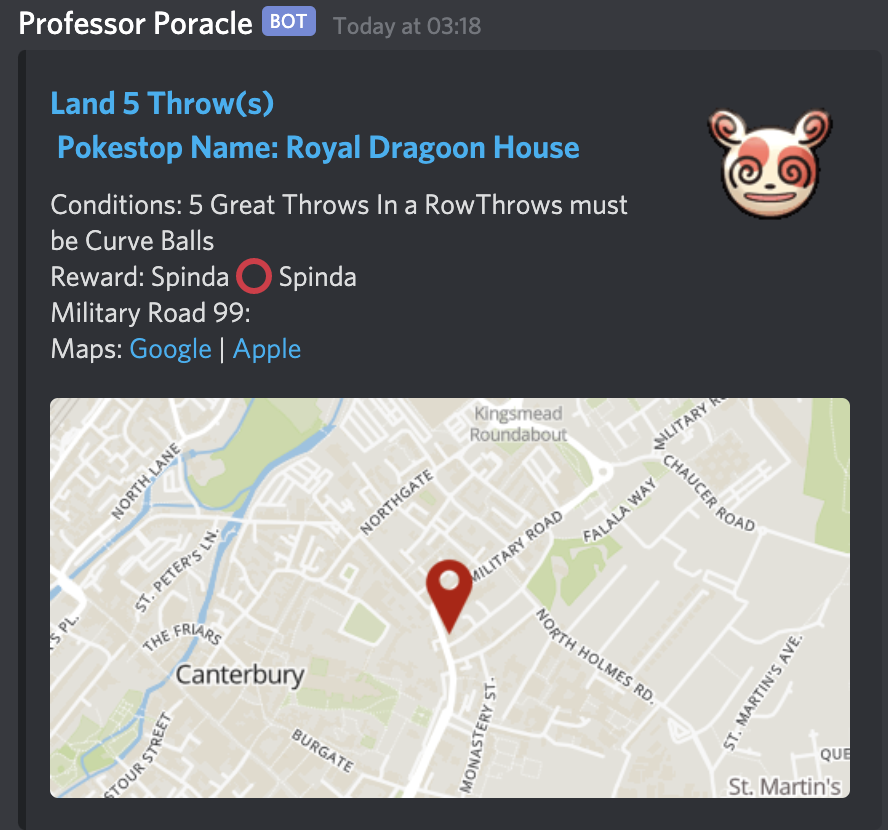 Professor Poracle BOT Today at 03:18
Land 5 Throw(s)
Pokestop Name: Royal Dragoon House
Conditions: 5 Great Throws In a RowThrows must
be Curve Balls
Reward: Spinda ⭕ Spinda
Military Road 99:
Maps: Google | Apple
Kingsmead
Roundabout
MILITARY R
NORTH LANE
NORTHGATE
CHAUCER ROAD
FALALA WAY
MILITARY ROAD
ST. PETER'S LN.
'S PL.
THE FRIARS
NORTH HOLMES RD.
Canterbury
ST. MARTIN'S AVE.
MONASTERY ST.
BURGATE
STOUR STREET
QUE
St. Martin's